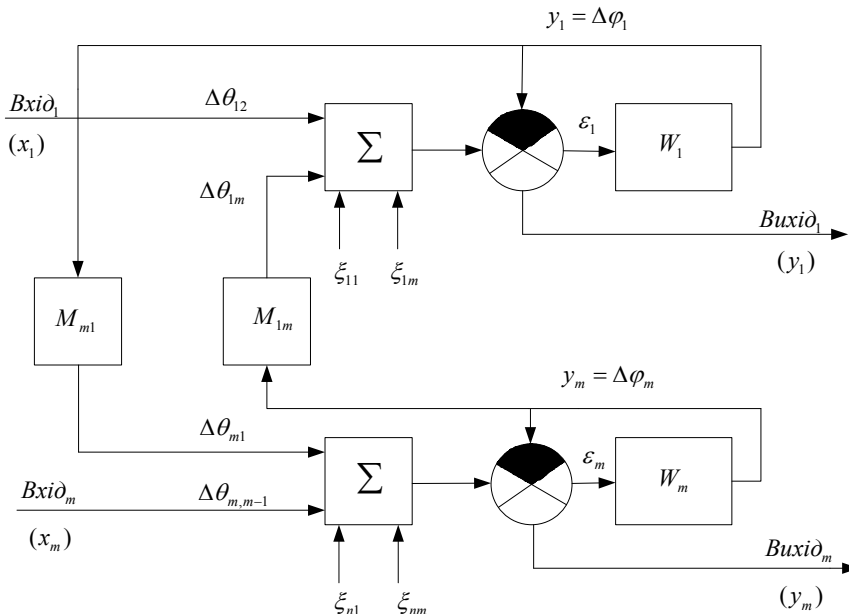 y₁ = Δφ₁
Вхід₁
Δθ₁₂
(x₁)
Σ
ε₁
W₁
Δθ₁ₘ
Вихід₁
(y₁)
ξ₁₁
ξ₁ₘ
Mₘ₁
M₁ₘ
yₘ = Δφₘ
Δθₘ₁
Вхідₘ
Δθₘ,ₘ₋₁
(xₘ)
Σ
εₘ
Wₘ
Вихідₘ
(yₘ)
ξₙ₁
ξₙₘ